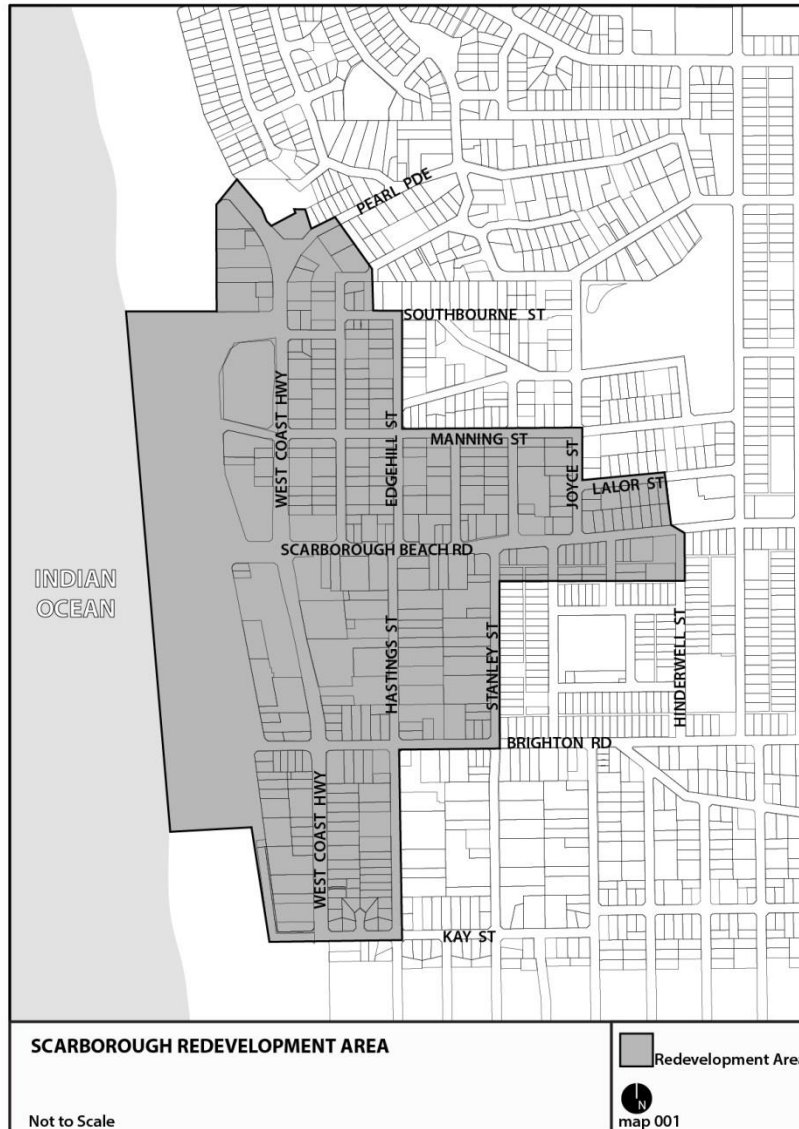 PEARL PDE
SOUTHBOURNE ST
WEST COAST HWY
EDGEHILL ST
MANNING ST
JOYCE ST
LALOR ST
SCARBOROUGH BEACH RD
INDIAN
OCEAN
HASTINGS ST
STANLEY ST
HINDERWELL ST
BRIGHTON RD
WEST COAST HWY
KAY ST
SCARBOROUGH REDEVELOPMENT AREA
Redevelopment Area
N
Not to Scale
map 001